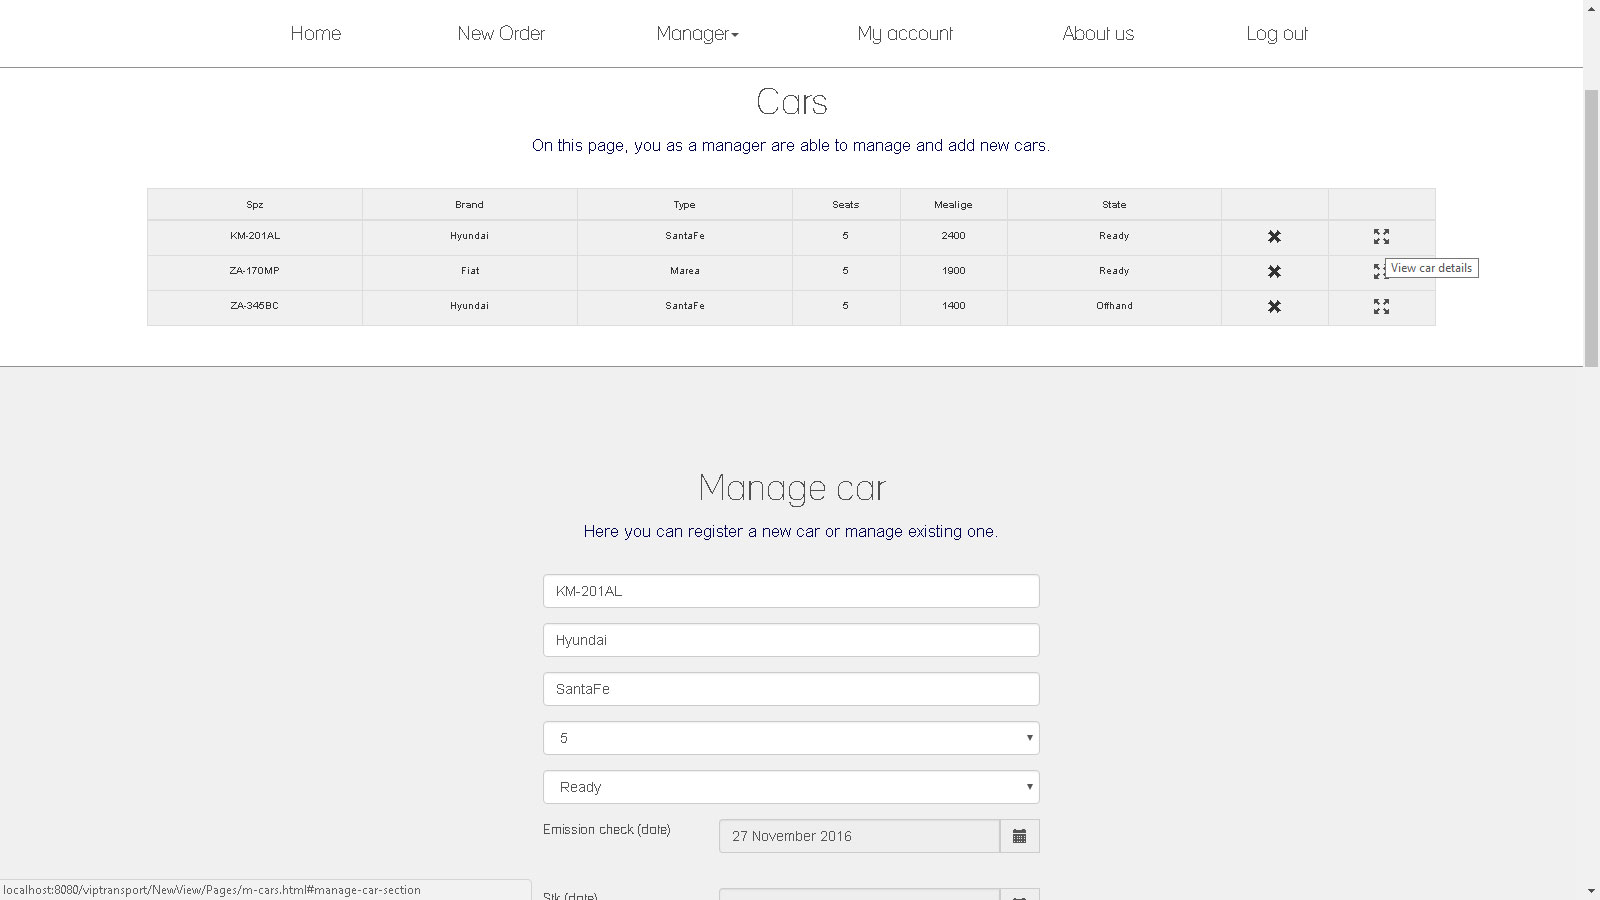 Home New Order Manager My account About us Log out
Cars
On this page, you as a manager are able to manage and add new cars.
Spz Brand Type Seats Mealige State
KM-201AL Hyundai SantaFe 5 2400 Ready
ZA-170MP Fiat Marea 5 1900 Ready
View car details
ZA-345BC Hyundai SantaFe 5 1400 Offhand
Manage car
Here you can register a new car or manage existing one.
KM-201AL
Hyundai
SantaFe
5
Ready
Emission check (date) 27 November 2016
Stk (date)
localhost:8080/viptransport/NewView/Pages/m-cars.html#manage-car-section